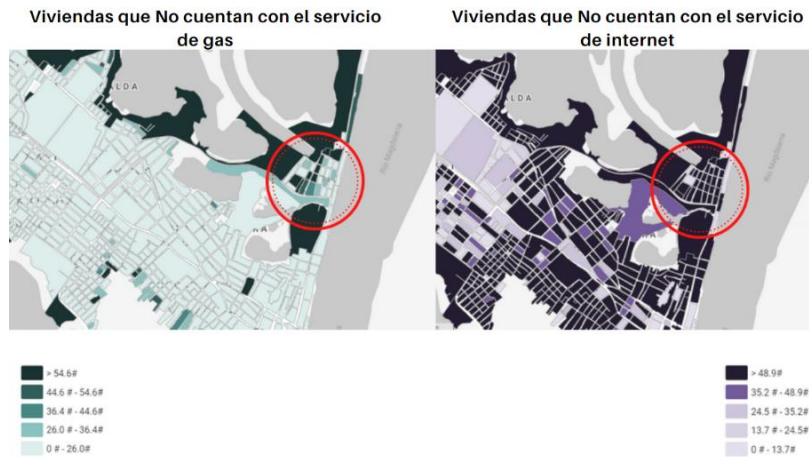 Viviendas que No cuentan con el servicio
de gas
Viviendas que No cuentan con el servicio
de internet
LDA
Río Magdalena
LDA
Río Magdalena
> 54.6#
44.6 # - 54.6#
36.4 # - 44.6#
26.0 # - 36.4#
0 # - 26.0#
> 48.9#
35.2 # - 48.9#
24.5 # - 35.2#
13.7 # - 24.5#
0 # - 13.7#